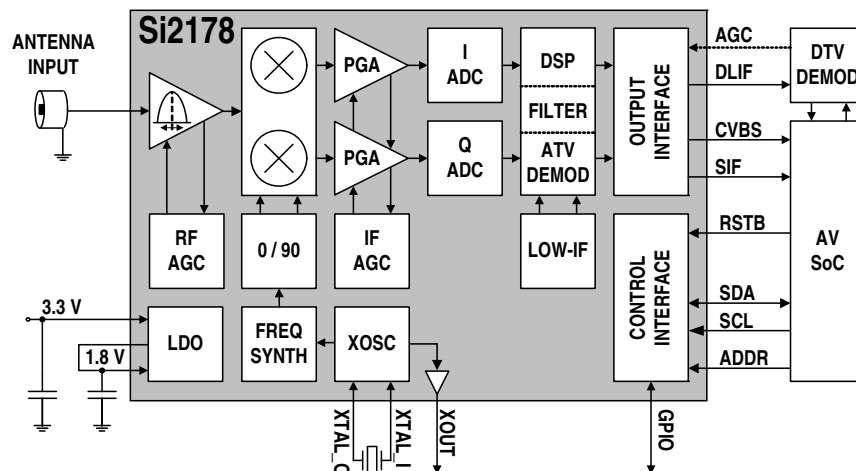 Si2178
ANTENNA
INPUT
PGA
I
ADC
DSP
FILTER
ATV
DEMOD
OUTPUT
INTERFACE
AGC
DLIF
CVBS
SIF
DTV
DEMOD
PGA
Q
ADC
RF
AGC
0 / 90
IF
AGC
LOW-IF
CONTROL
INTERFACE
RSTB
SDA
SCL
ADDR
AV
SoC
3.3 V
1.8 V
LDO
FREQ
SYNTH
XOSC
XTAL_I
XOUT
GPIO